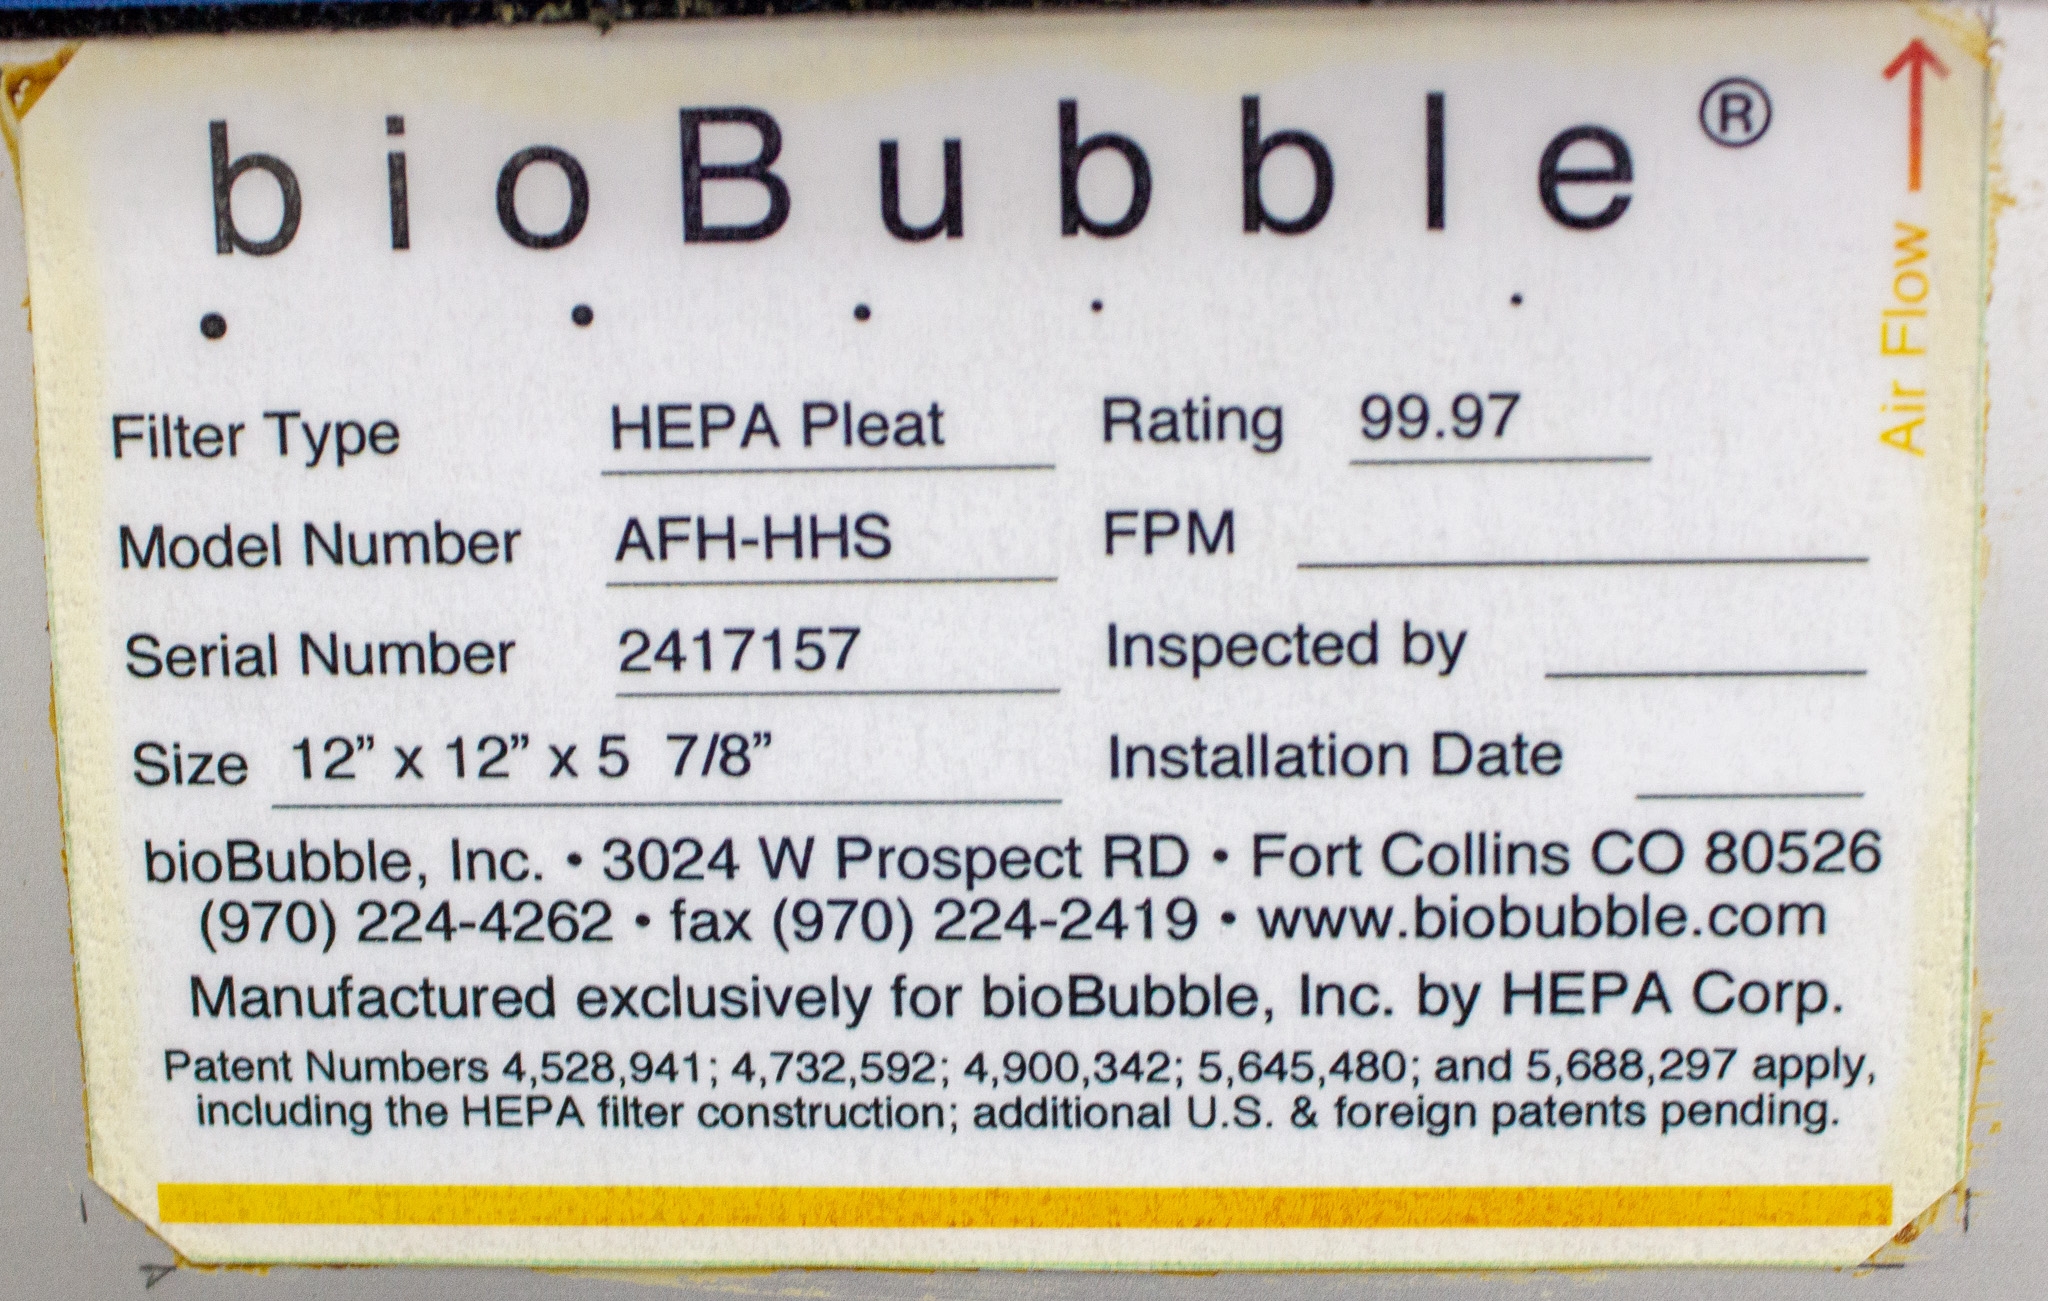 bioBubble®
Air Flow
Filter Type HEPA Pleat Rating 99.97
Model Number AFH-HHS FPM
Serial Number 2417157 Inspected by
Size 12” x 12” x 5 7/8” Installation Date
bioBubble, Inc. • 3024 W Prospect RD • Fort Collins CO 80526
(970) 224-4262 • fax (970) 224-2419 • www.biobubble.com
Manufactured exclusively for bioBubble, Inc. by HEPA Corp.
Patent Numbers 4,528,941; 4,732,592; 4,900,342; 5,645,480; and 5,688,297 apply,
including the HEPA filter construction; additional U.S. & foreign patents pending.